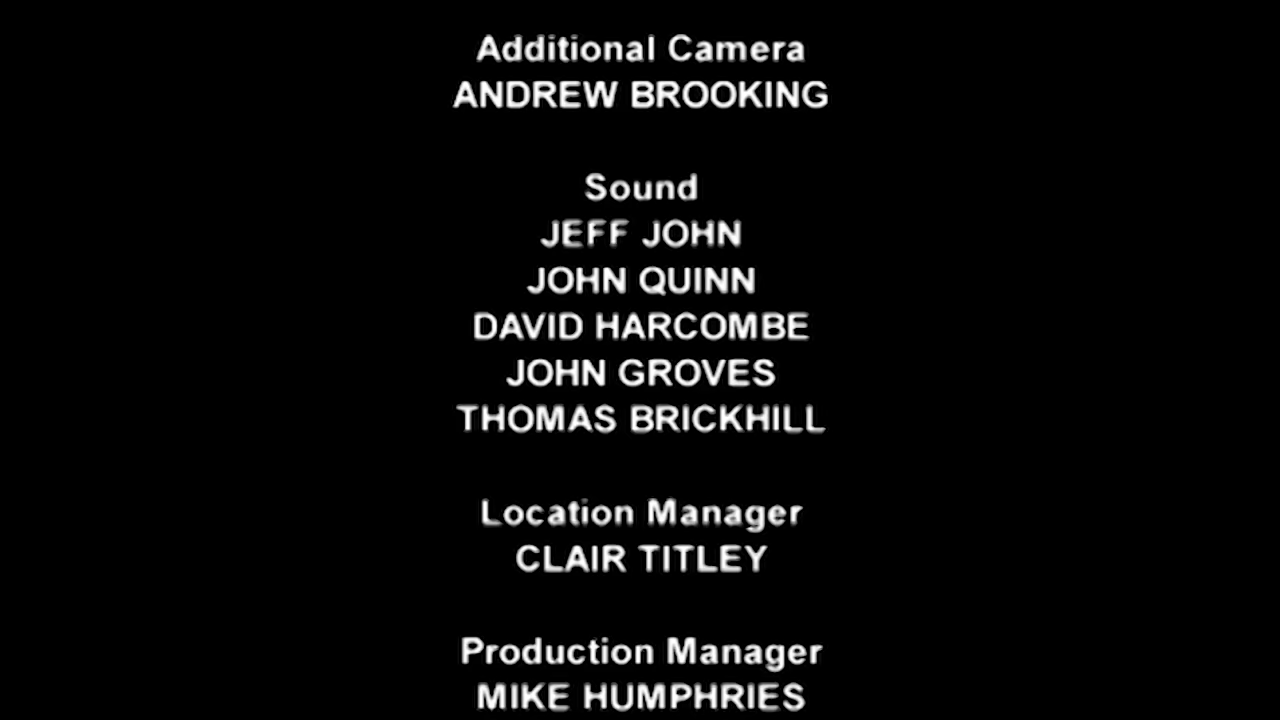 Additional Camera
ANDREW BROOKING
Sound
JEFF JOHN
JOHN QUINN
DAVID HARCOMBE
JOHN GROVES
THOMAS BRICKHILL
Location Manager
CLAIR TITLEY
Production Manager
MIKE HUMPHRIES